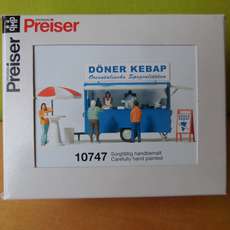 Preiser
Preiser
DÖNER KEBAP
Orientalische Spezialitäten
10747
Sorgfältig handbemalt
Carefully hand painted